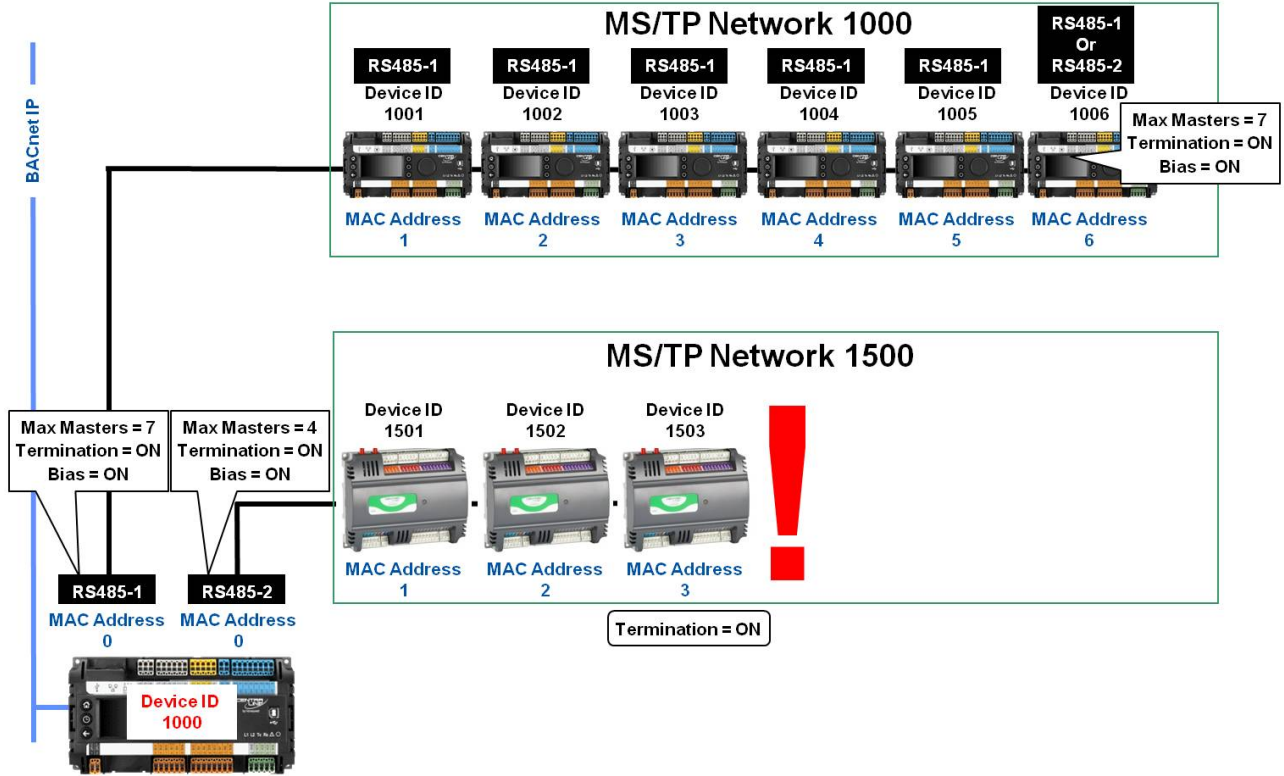 MS/TP Network 1000
RS485-1
RS485-1
RS485-1
RS485-1
RS485-1
RS485-1
Or
RS485-2
Device ID
1001
Device ID
1002
Device ID
1003
Device ID
1004
Device ID
1005
Device ID
1006
Max Masters = 7
Termination = ON
Bias = ON
MAC Address
1
MAC Address
2
MAC Address
3
MAC Address
4
MAC Address
5
MAC Address
6
BACnet IP
MS/TP Network 1500
Device ID
1501
Device ID
1502
Device ID
1503
!
MAC Address
1
MAC Address
2
MAC Address
3
Termination = ON
Max Masters = 7
Termination = ON
Bias = ON
Max Masters = 4
Termination = ON
Bias = ON
RS485-1
RS485-2
MAC Address
0
MAC Address
0
Device ID
1000